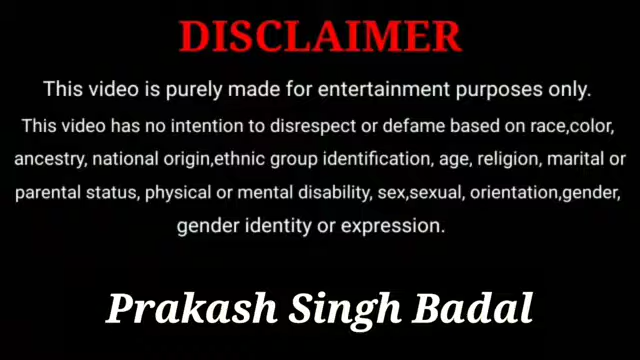 DISCLAIMER
This video is purely made for entertainment purposes only.
This video has no intention to disrespect or defame based on race,color,
ancestry, national origin,ethnic group identification, age, religion, marital or
parental status, physical or mental disability, sex,sexual, orientation,gender,
gender identity or expression.
Prakash Singh Badal